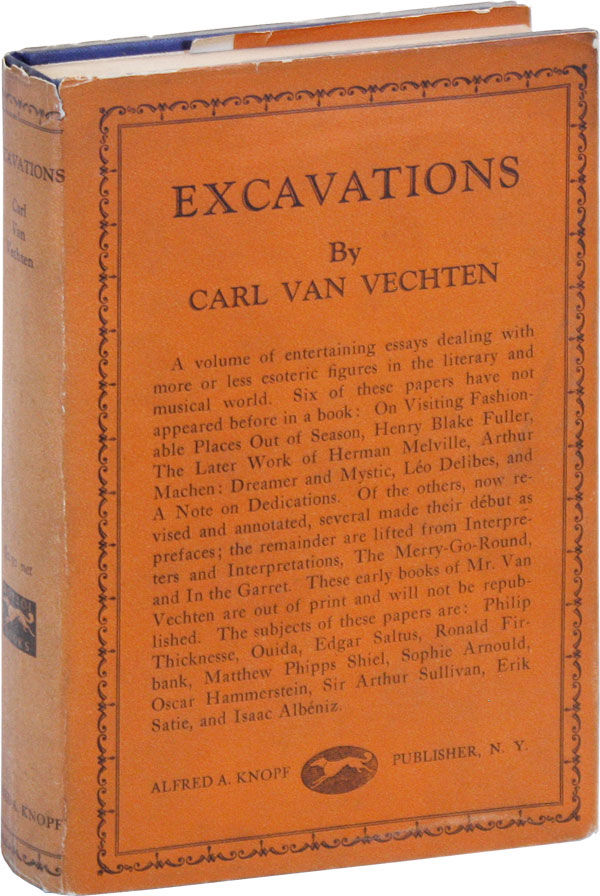 EXCAVATIONS
By
CARL VAN VECHTEN
A volume of entertaining essays dealing with
more or less esoteric figures in the literary and
musical world. Six of these papers have not
appeared before in a book: On Visiting Fashion-
able Places Out of Season, Henry Blake Fuller,
The Later Work of Herman Melville, Arthur
Machen: Dreamer and Mystic, Léo Delibes, and
A Note on Dedications. Of the others, now re-
vised and annotated, several made their début as
prefaces; the remainder are lifted from Interpre-
ters and Interpretations, The Merry-Go-Round,
and In the Garret. These early books of Mr. Van
Vechten are out of print and will not be repub-
lished. The subjects of these papers are: Philip
Thicknesse, Ouida, Edgar Saltus, Ronald Fir-
bank, Matthew Phipps Shiel, Sophie Arnould,
Oscar Hammerstein, Sir Arthur Sullivan, Erik
Satie, and Isaac Albéniz.
ALFRED A. KNOPF PUBLISHER, N. Y.
CAVATIONS
Carl
Van
Vechten
net
D A. KNOPF